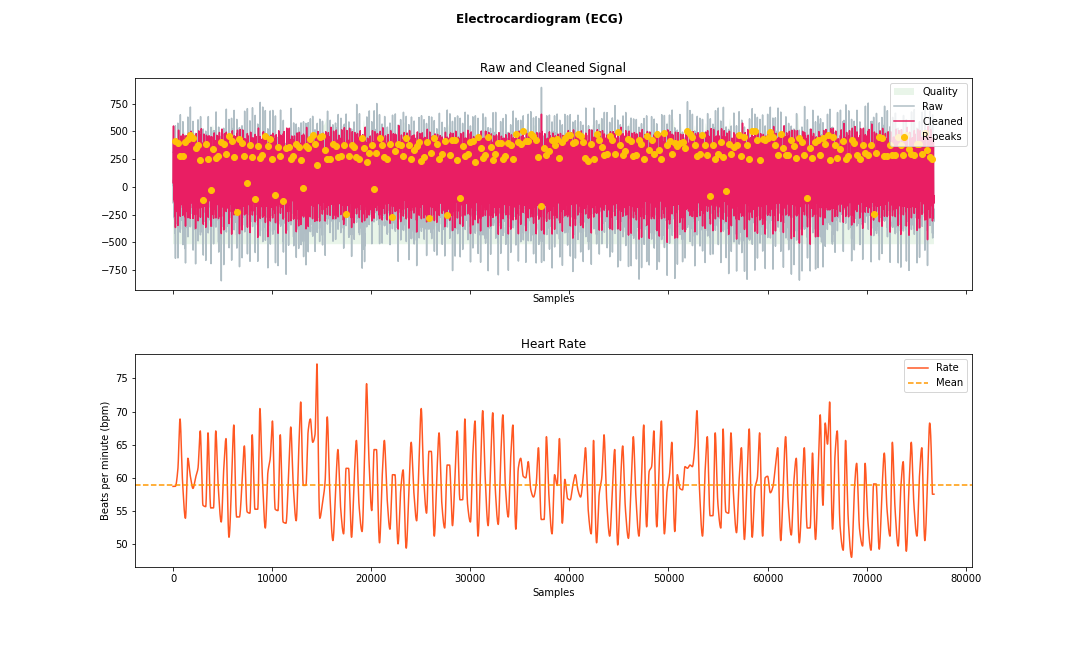 Electrocardiogram (ECG)
Raw and Cleaned Signal
Quality
Raw
Cleaned
R-peaks
750
500
250
0
−250
−500
−750
Samples
Heart Rate
Rate
Mean
Beats per minute (bpm)
75
70
65
60
55
50
0 10000 20000 30000 40000 50000 60000 70000 80000
Samples